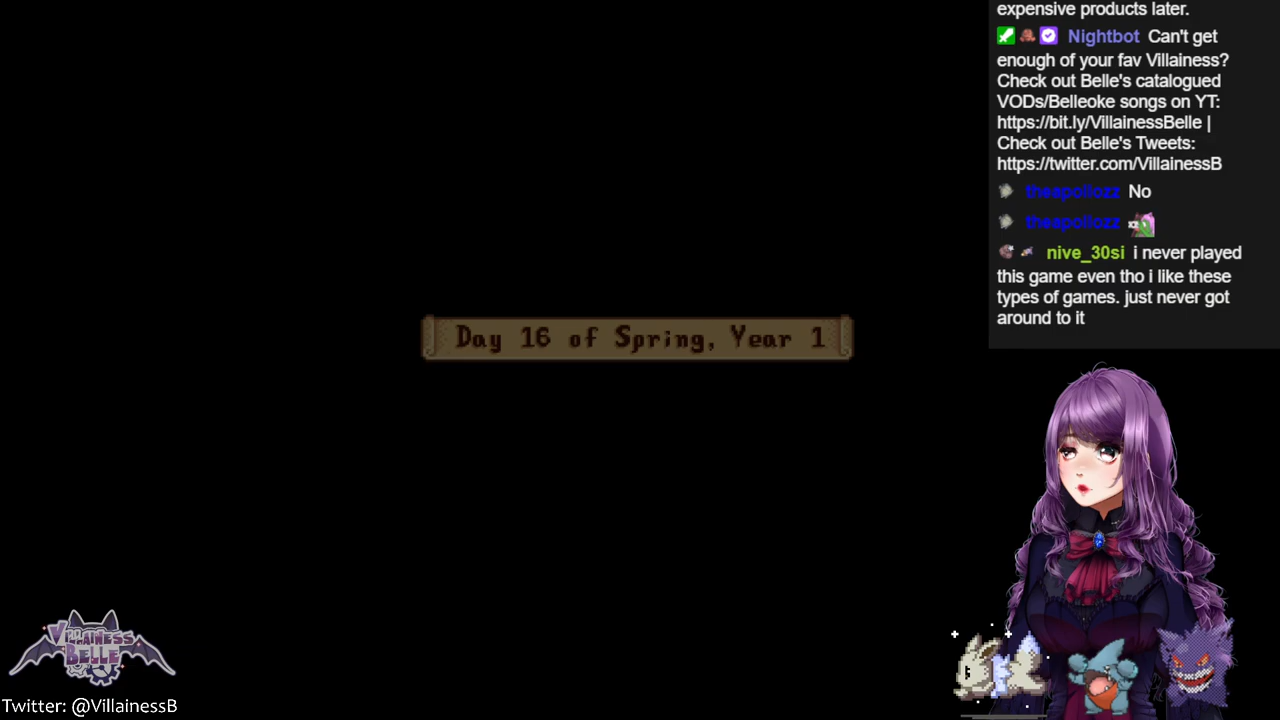 expensive products later.
Nightbot Can't get
enough of your fav Villainess?
Check out Belle's catalogued
VODs/Belleoke songs on YT:
https://bit.ly/VillainessBelle |
Check out Belle's Tweets:
https://twitter.com/VillainessB
theapollozz No
theapollozz
nive_30si i never played
this game even tho i like these
types of games. just never got
around to it
Day 16 of Spring, Year 1
VILLAINESS
BELLE
Twitter: @VillainessB